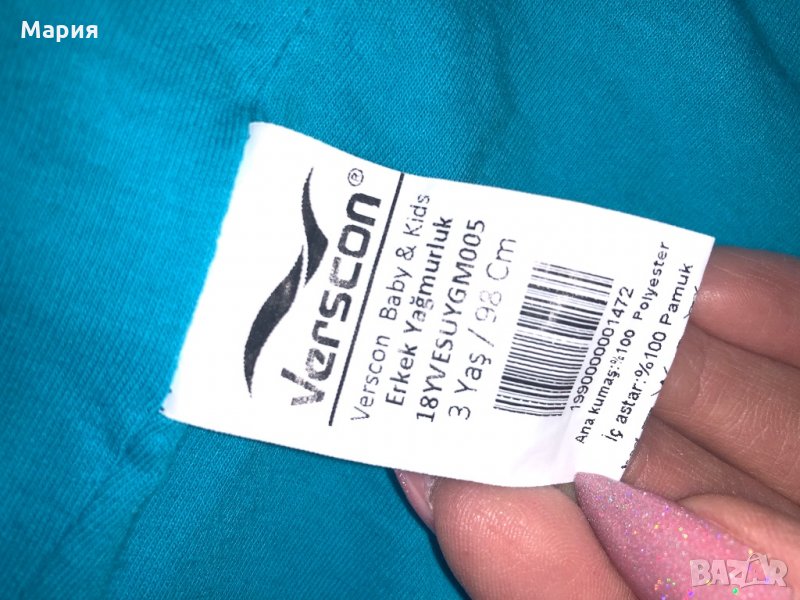 Мария
Verscon®
Verscon Baby & Kids
Erkek Yağmurluk
18YVESUYGM005
3 Yaş / 98 Cm
1990000001472
Ana kumaş:%100 Polyester
İç astar:%100 Pamuk
BAZAR